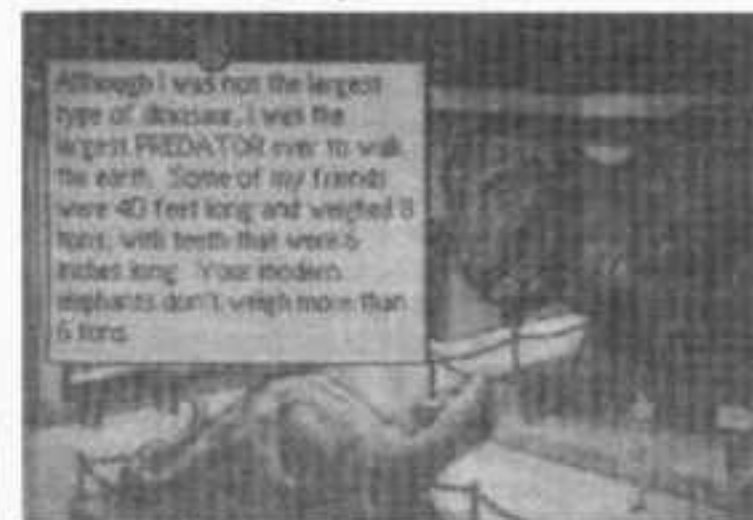 Although I was not the largest
type of dinosaur, I was the
largest PREDATOR ever to walk
the earth. Some of my friends
were 40 feet long and weighed 8
tons, with teeth that were 6
inches long. Your modern
elephants don't weigh more than
6 tons.